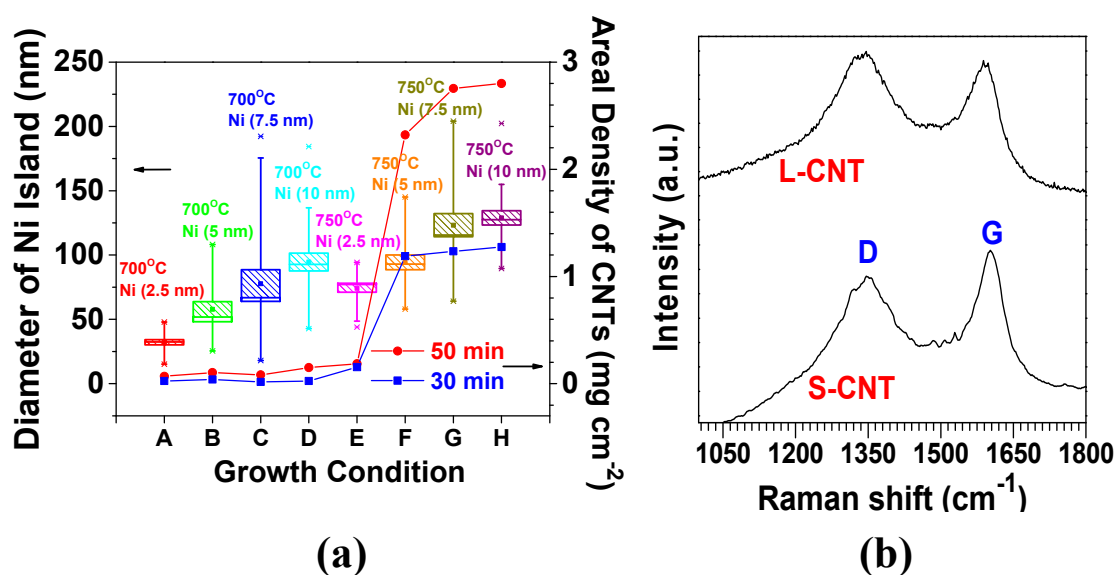 Diameter of Ni Island (nm)
250
200
150
100
50
0
700°C
Ni (2.5 nm)
700°C
Ni (5 nm)
700°C
Ni (7.5 nm)
700°C
Ni (10 nm)
750°C
Ni (2.5 nm)
750°C
Ni (5 nm)
750°C
Ni (7.5 nm)
750°C
Ni (10 nm)
50 min
30 min
3
2
1
0
Areal Density of CNTs (mg cm⁻²)
A B C D E F G H
Growth Condition
(a)
Intensity (a.u.)
L-CNT
D
G
S-CNT
1050 1200 1350 1500 1650 1800
Raman shift (cm⁻¹)
(b)